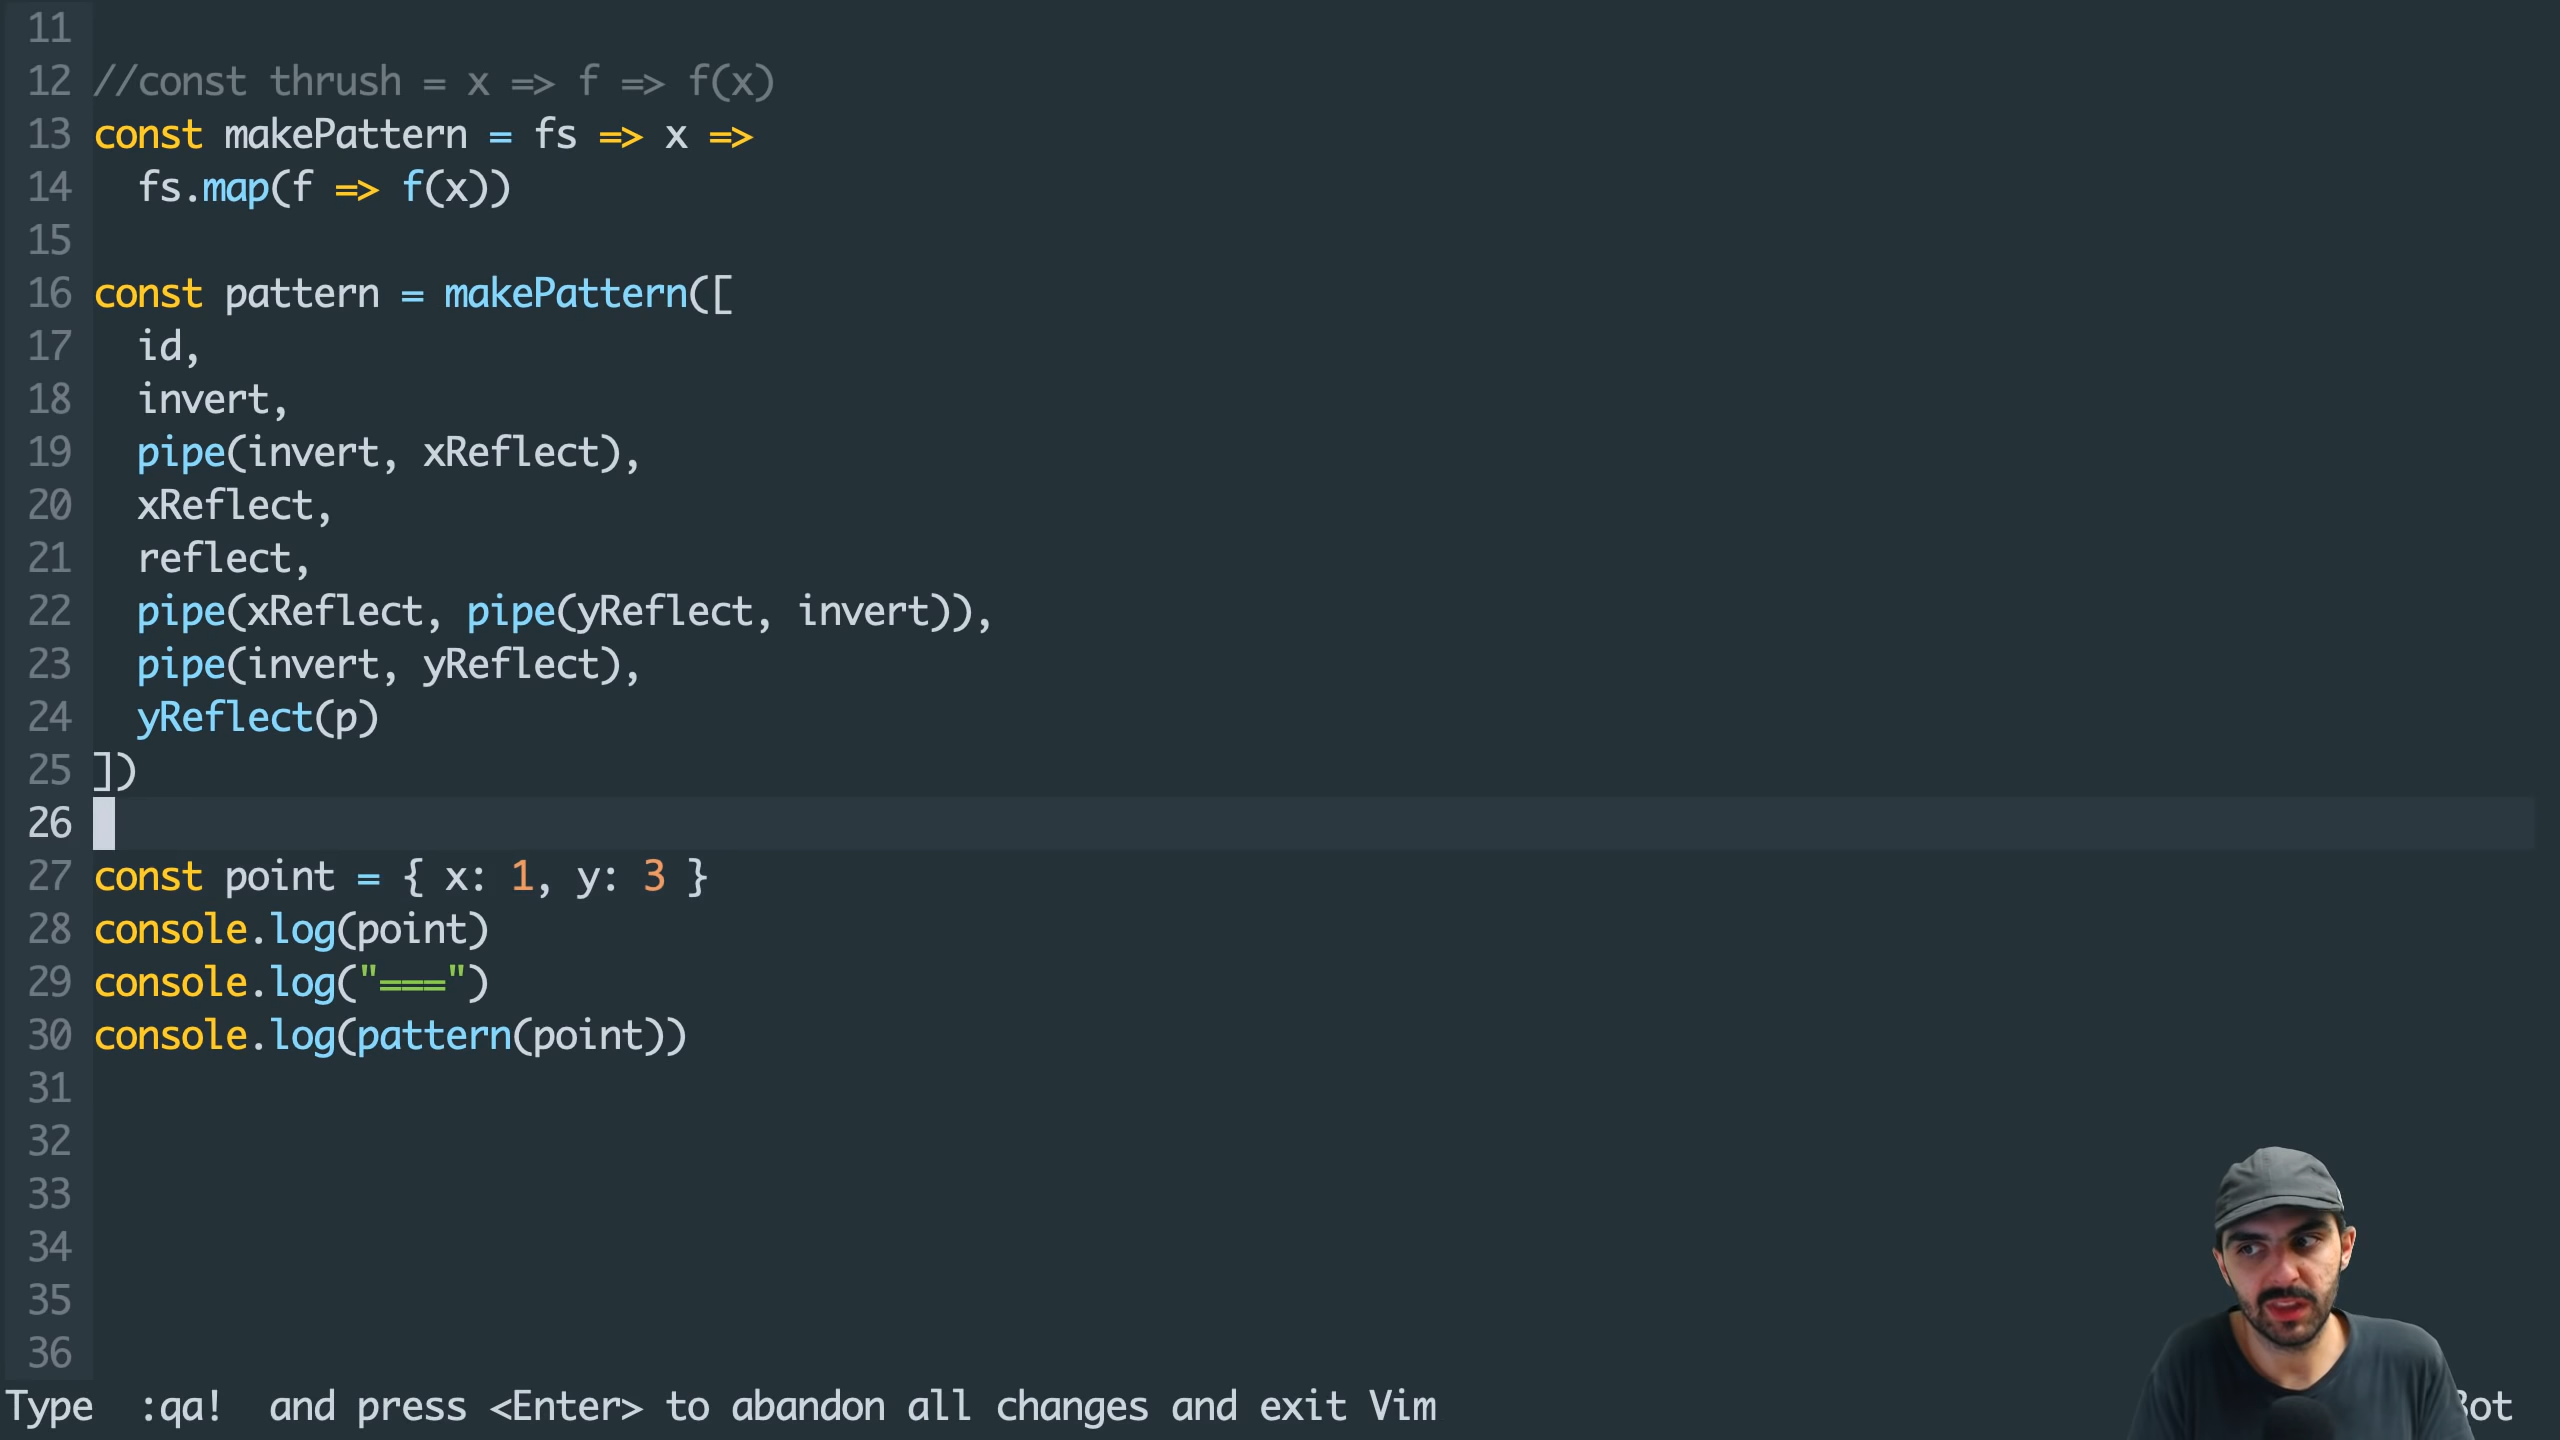 11
12 //const thrush = x => f => f(x)
13 const makePattern = fs => x =>
14   fs.map(f => f(x))
15
16 const pattern = makePattern([
17   id,
18   invert,
19   pipe(invert, xReflect),
20   xReflect,
21   reflect,
22   pipe(xReflect, pipe(yReflect, invert)),
23   pipe(invert, yReflect),
24   yReflect(p)
25 ])
26
27 const point = { x: 1, y: 3 }
28 console.log(point)
29 console.log("===")
30 console.log(pattern(point))
31
32
33
34
35
36
Type  :qa!  and press <Enter> to abandon all changes and exit Vim